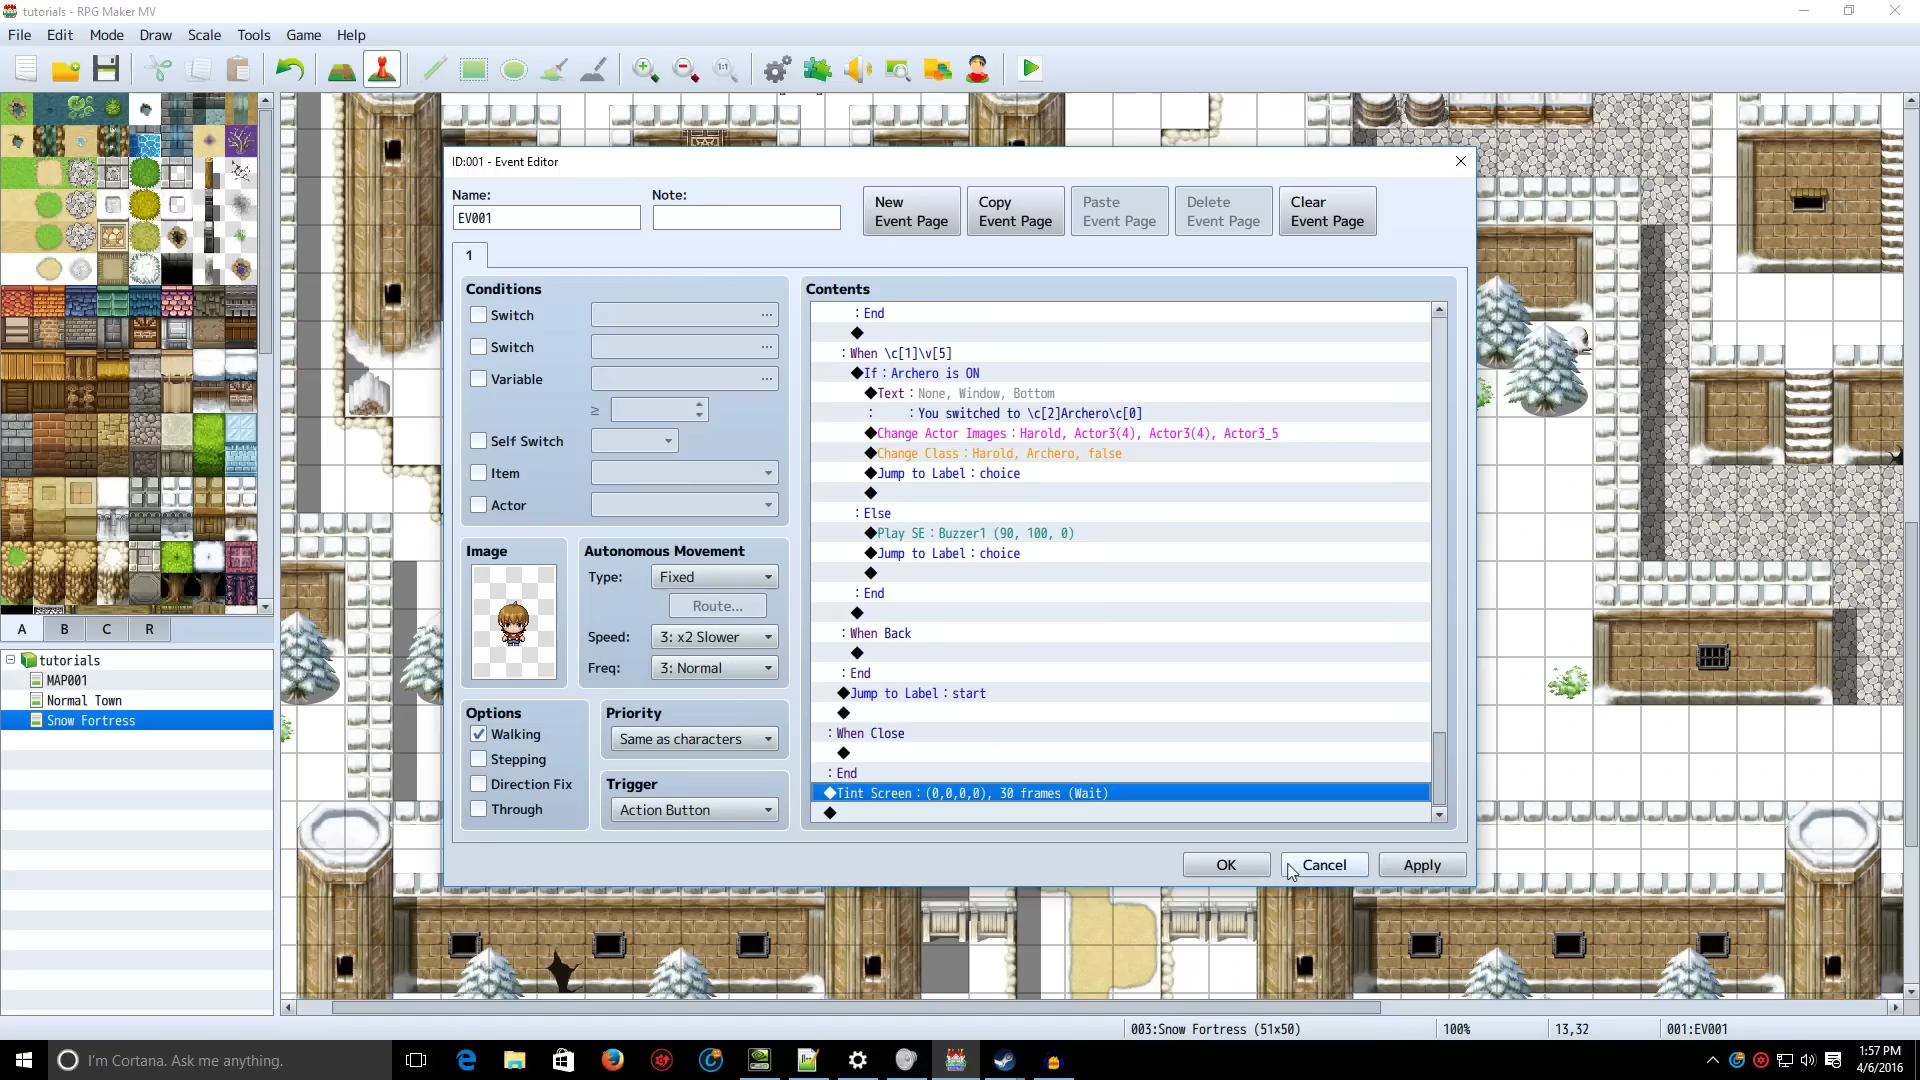 tutorials - RPG Maker MV
File Edit Mode Draw Scale Tools Game Help
1:1
ID:001 - Event Editor
Name:
EV001
Note:
New Event Page
Copy Event Page
Paste Event Page
Delete Event Page
Clear Event Page
1
Conditions
Switch ...
Switch ...
Variable ...
≥
Self Switch
Item
Actor
Image
Autonomous Movement
Type: Fixed
Route...
Speed: 3: x2 Slower
Freq: 3: Normal
Options
Walking
Stepping
Direction Fix
Through
Priority
Same as characters
Trigger
Action Button
Contents
: End
◆
: When \c[1]\v[5]
◆If : Archero is ON
◆Text : None, Window, Bottom
: : You switched to \c[2]Archero\c[0]
◆Change Actor Images : Harold, Actor3(4), Actor3(4), Actor3_5
◆Change Class : Harold, Archero, false
◆Jump to Label : choice
◆
: Else
◆Play SE : Buzzer1 (90, 100, 0)
◆Jump to Label : choice
◆
: End
◆
: When Back
◆
: End
◆Jump to Label : start
◆
: When Close
◆
: End
◆Tint Screen : (0,0,0,0), 30 frames (Wait)
◆
OK Cancel Apply
A B C R
tutorials
MAP001
Normal Town
Snow Fortress
003:Snow Fortress (51x50) 100% 13,32 001:EV001
I'm Cortana. Ask me anything.
1:57 PM
4/6/2016